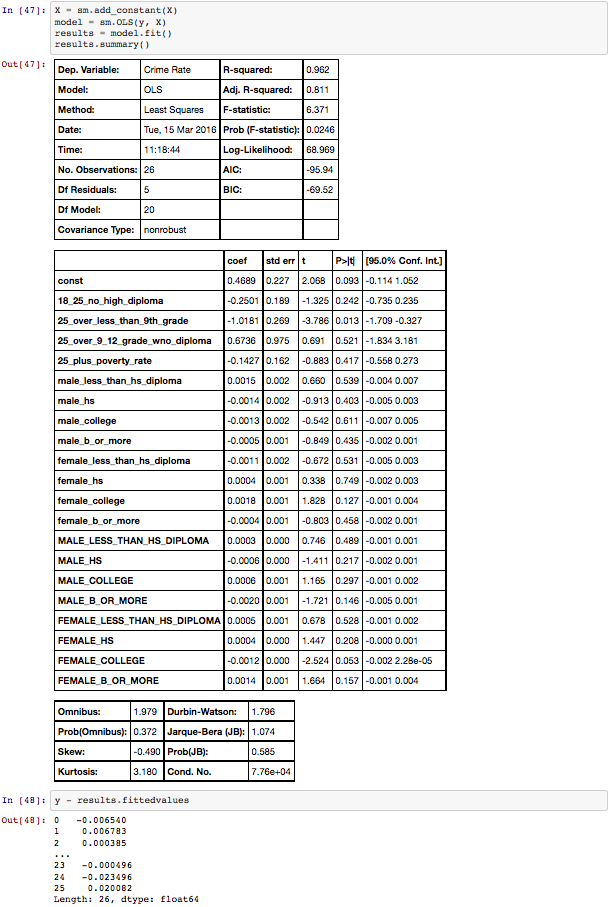 In [47]: X = sm.add_constant(X)
model = sm.OLS(y, X)
results = model.fit()
results.summary()
Out[47]:
Dep. Variable: Crime Rate R-squared: 0.962
Model: OLS Adj. R-squared: 0.811
Method: Least Squares F-statistic: 6.371
Date: Tue, 15 Mar 2016 Prob (F-statistic): 0.0246
Time: 11:18:44 Log-Likelihood: 68.969
No. Observations: 26 AIC: -95.94
Df Residuals: 5 BIC: -69.52
Df Model: 20
Covariance Type: nonrobust
coef std err t P>|t| [95.0% Conf. Int.]
const 0.4689 0.227 2.068 0.093 -0.114 1.052
18_25_no_high_diploma -0.2501 0.189 -1.325 0.242 -0.735 0.235
25_over_less_than_9th_grade -1.0181 0.269 -3.786 0.013 -1.709 -0.327
25_over_9_12_grade_wno_diploma 0.6736 0.975 0.691 0.521 -1.834 3.181
25_plus_poverty_rate -0.1427 0.162 -0.883 0.417 -0.558 0.273
male_less_than_hs_diploma 0.0015 0.002 0.660 0.539 -0.004 0.007
male_hs -0.0014 0.002 -0.913 0.403 -0.005 0.003
male_college -0.0013 0.002 -0.542 0.611 -0.007 0.005
male_b_or_more -0.0005 0.001 -0.849 0.435 -0.002 0.001
female_less_than_hs_diploma -0.0011 0.002 -0.672 0.531 -0.005 0.003
female_hs 0.0004 0.001 0.338 0.749 -0.002 0.003
female_college 0.0018 0.001 1.828 0.127 -0.001 0.004
female_b_or_more -0.0004 0.001 -0.803 0.458 -0.002 0.001
MALE_LESS_THAN_HS_DIPLOMA 0.0003 0.000 0.746 0.489 -0.001 0.001
MALE_HS -0.0006 0.000 -1.411 0.217 -0.002 0.001
MALE_COLLEGE 0.0006 0.001 1.165 0.297 -0.001 0.002
MALE_B_OR_MORE -0.0020 0.001 -1.721 0.146 -0.005 0.001
FEMALE_LESS_THAN_HS_DIPLOMA 0.0005 0.001 0.678 0.528 -0.001 0.002
FEMALE_HS 0.0004 0.000 1.447 0.208 -0.000 0.001
FEMALE_COLLEGE -0.0012 0.000 -2.524 0.053 -0.002 2.28e-05
FEMALE_B_OR_MORE 0.0014 0.001 1.664 0.157 -0.001 0.004
Omnibus: 1.979 Durbin-Watson: 1.796
Prob(Omnibus): 0.372 Jarque-Bera (JB): 1.074
Skew: -0.490 Prob(JB): 0.585
Kurtosis: 3.180 Cond. No. 7.76e+04
In [48]: y - results.fittedvalues
Out[48]: 0 -0.006540
1 0.006783
2 0.000385
...
23 -0.000496
24 -0.023496
25 0.020082
Length: 26, dtype: float64